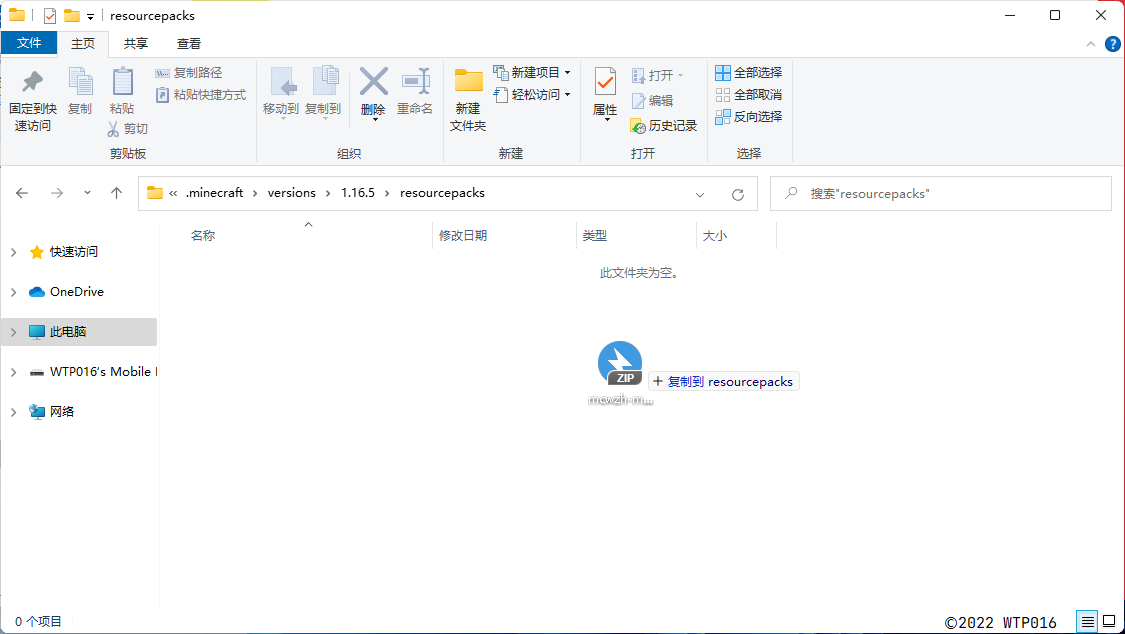 resourcepacks
文件 主页 共享 查看
固定到快
速访问
复制
粘贴
复制路径
粘贴快捷方式
剪切
剪贴板
移动到
复制到
删除
重命名
组织
新建
文件夹
新建项目
轻松访问
新建
属性
打开
编辑
历史记录
打开
全部选择
全部取消
反向选择
选择
« .minecraft › versions › 1.16.5 › resourcepacks
搜索"resourcepacks"
名称 修改日期 类型 大小
此文件夹为空。
快速访问
OneDrive
此电脑
WTP016's Mobile
网络
ZIP
mcwzh-m...
+ 复制到 resourcepacks
0 个项目
©2022 WTP016